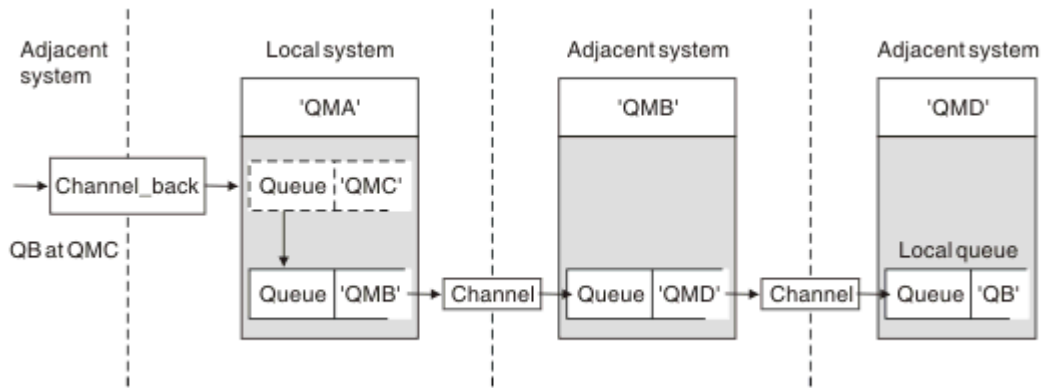 Adjacent
system
Local system
Adjacent system
Adjacent system
'QMA'
'QMB'
'QMD'
Channel_back
Queue 'QMC'
QB at QMC
Local queue
Queue 'QMB'
Channel
Queue 'QMD'
Channel
Queue 'QB'